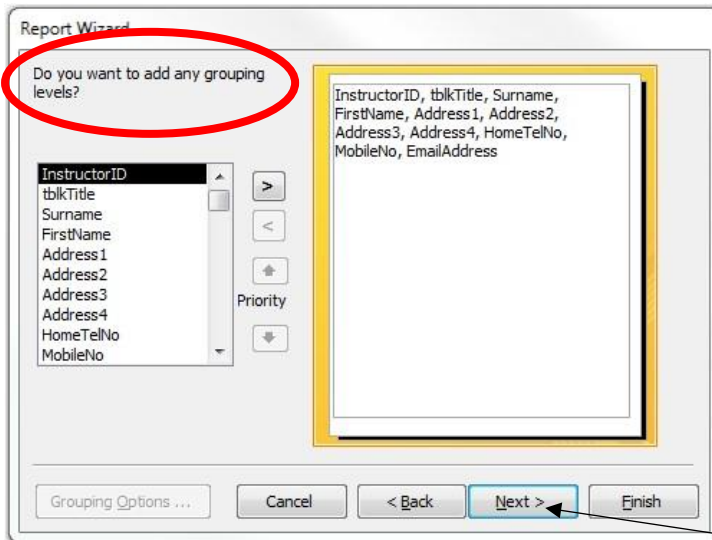 Report Wizard
Do you want to add any grouping
levels?
InstructorID
tblkTitle
Surname
FirstName
Address1
Address2
Address3
Address4
HomeTelNo
MobileNo
>
<
Priority
InstructorID, tblkTitle, Surname,
FirstName, Address1, Address2,
Address3, Address4, HomeTelNo,
MobileNo, EmailAddress
Grouping Options ...
Cancel
< Back
Next >
Finish